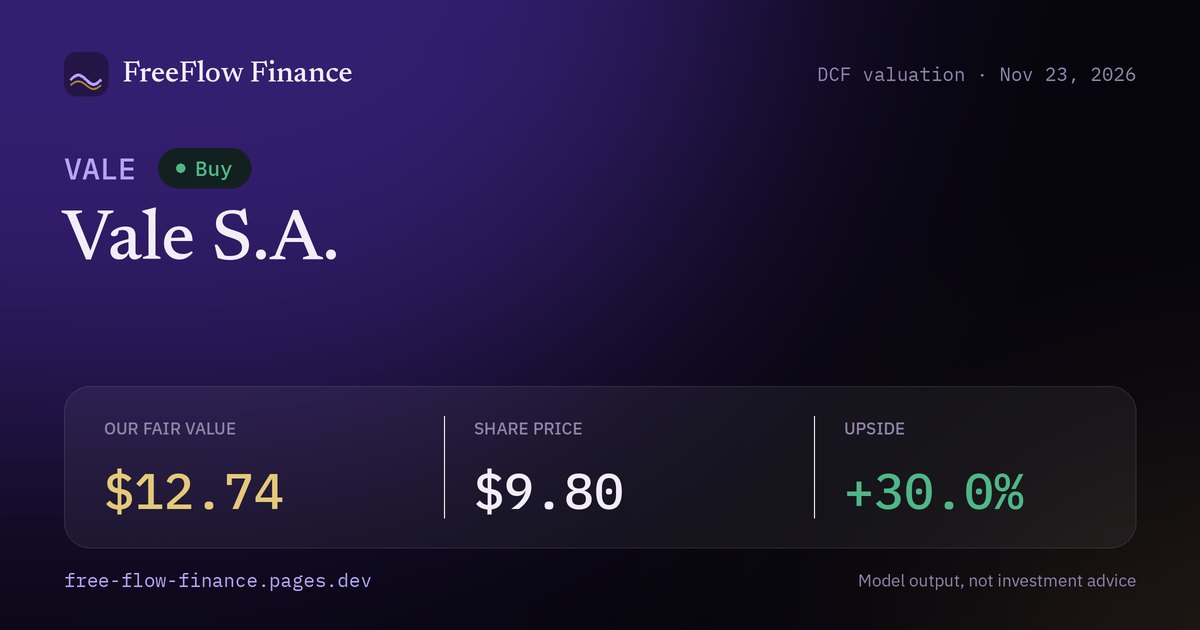 FreeFlow Finance
DCF valuation · Nov 23, 2026
VALE
Buy
Vale S.A.
OUR FAIR VALUE
$12.74
SHARE PRICE
$9.80
UPSIDE
+30.0%
free-flow-finance.pages.dev
Model output, not investment advice